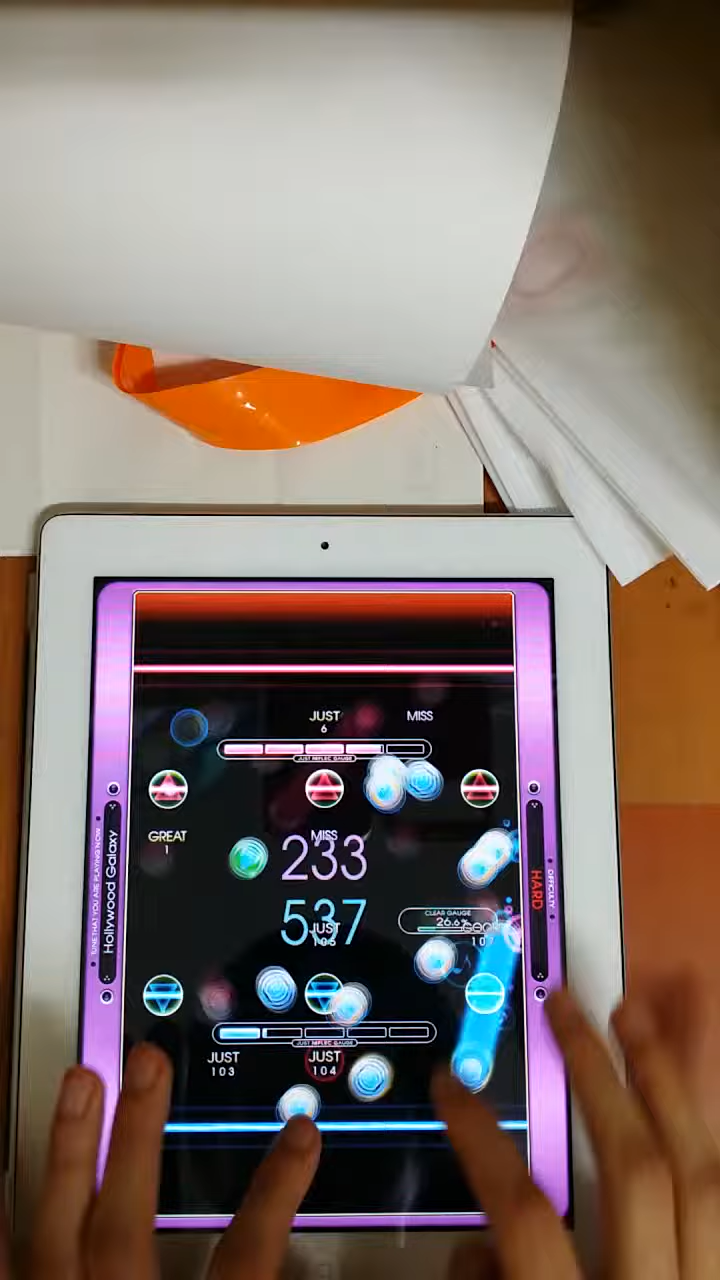 JUST
6
MISS
JUST REFLEC GAUGE
GREAT
1
MISS
233
537
JUST
105
CLEAR GAUGE
26.6%
GOOD
JUST REFLEC GAUGE
JUST
103
JUST
104
TUNE THAT YOU ARE PLAYING NOW
Hollywood Galaxy
DIFFICULTY
HARD